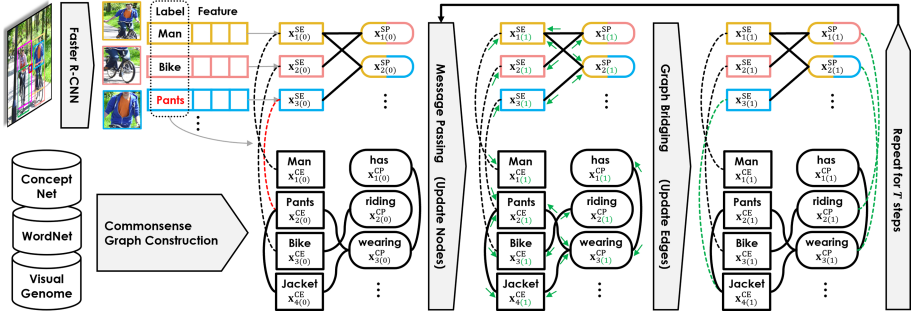 Faster R-CNN
Label Feature
Man
Bike
Pants
⋮
x^SE_1(0)
x^SP_1(0)
x^SE_2(0)
x^SP_2(0)
x^SE_3(0)
⋮
Concept
Net
WordNet
Visual
Genome
Commonsense
Graph Construction
Man
x^CE_1(0)
has
x^CP_1(0)
Pants
x^CE_2(0)
riding
x^CP_2(0)
Bike
x^CE_3(0)
wearing
x^CP_3(0)
Jacket
x^CE_4(0)
⋮
Message Passing (Update Nodes)
x^SE_1(1)
x^SP_1(1)
x^SE_2(1)
x^SP_2(1)
x^SE_3(1)
⋮
Man
x^CE_1(1)
has
x^CP_1(1)
Pants
x^CE_2(1)
riding
x^CP_2(1)
Bike
x^CE_3(1)
wearing
x^CP_3(1)
Jacket
x^CE_4(1)
⋮
Graph Bridging (Update Edges)
x^SE_1(1)
x^SP_1(1)
x^SE_2(1)
x^SP_2(1)
x^SE_3(1)
⋮
Man
x^CE_1(1)
has
x^CP_1(1)
Pants
x^CE_2(1)
riding
x^CP_2(1)
Bike
x^CE_3(1)
wearing
x^CP_3(1)
Jacket
x^CE_4(1)
⋮
Repeat for T steps